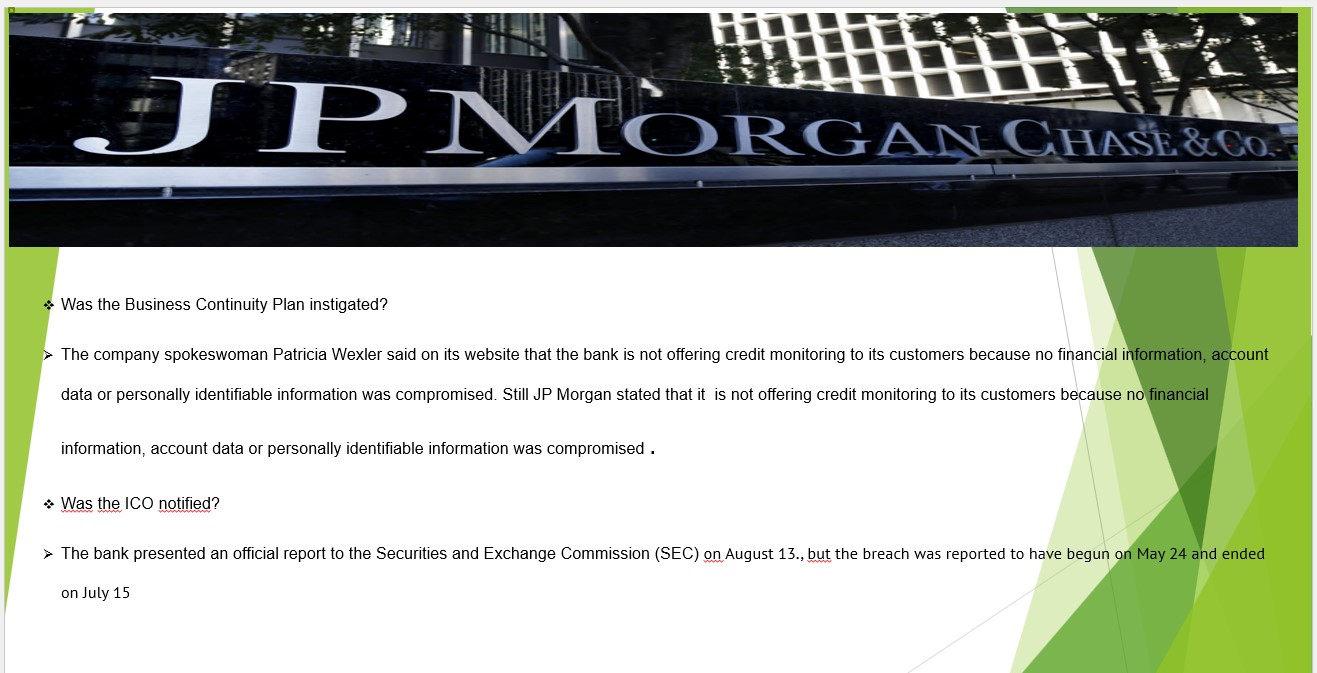 JPMORGAN CHASE & CO.
Was the Business Continuity Plan instigated?
The company spokeswoman Patricia Wexler said on its website that the bank is not offering credit monitoring to its customers because no financial information, account
data or personally identifiable information was compromised. Still JP Morgan stated that it  is not offering credit monitoring to its customers because no financial
information, account data or personally identifiable information was compromised .
Was the ICO notified?
The bank presented an official report to the Securities and Exchange Commission (SEC) on August 13., but the breach was reported to have begun on May 24 and ended
on July 15